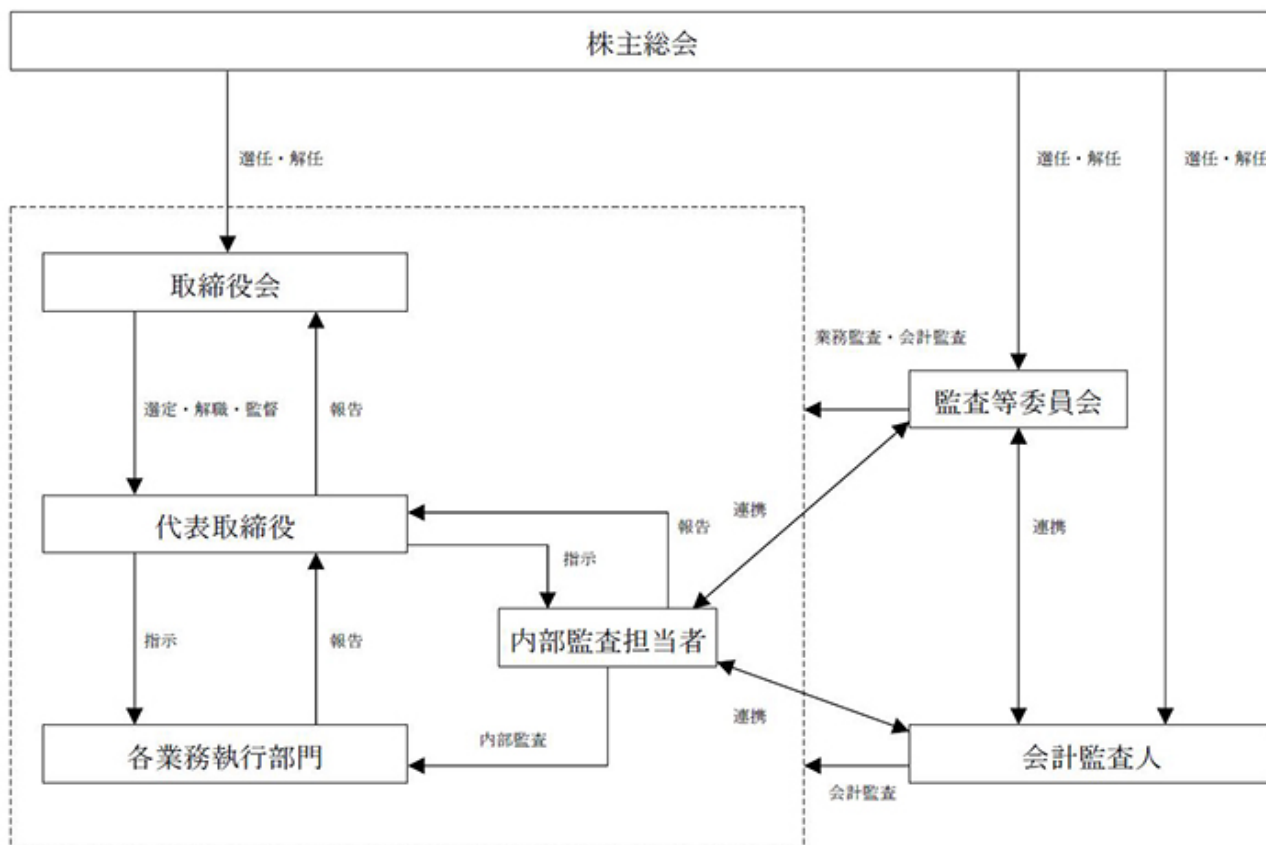 株主総会
選任・解任
選任・解任
選任・解任
取締役会
業務監査・会計監査
監査等委員会
選定・解職・監督
報告
代表取締役
報告
連携
連携
指示
指示
報告
内部監査担当者
連携
内部監査
各業務執行部門
会計監査人
会計監査